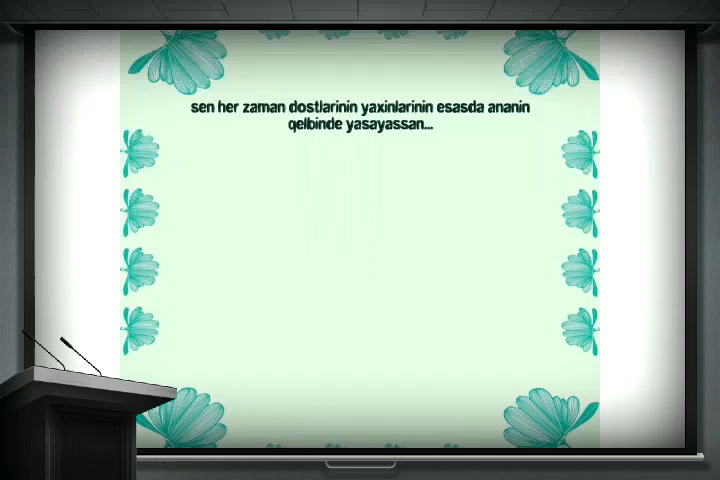 sen her zaman dostlarinin yaxinlarinin esasda ananin
qelbinde yasayassan...